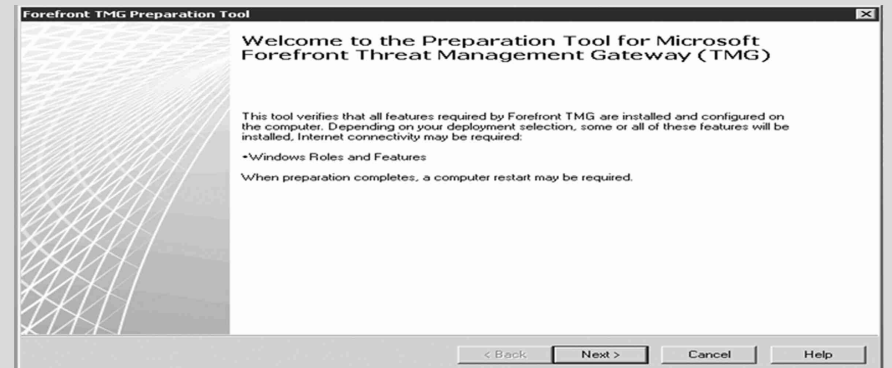 Forefront TMG Preparation Tool
Welcome to the Preparation Tool for Microsoft
Forefront Threat Management Gateway (TMG)
This tool verifies that all features required by Forefront TMG are installed and configured on
the computer. Depending on your deployment selection, some or all of these features will be
installed, Internet connectivity may be required:
•Windows Roles and Features
When preparation completes, a computer restart may be required.
< Back
Next >
Cancel
Help